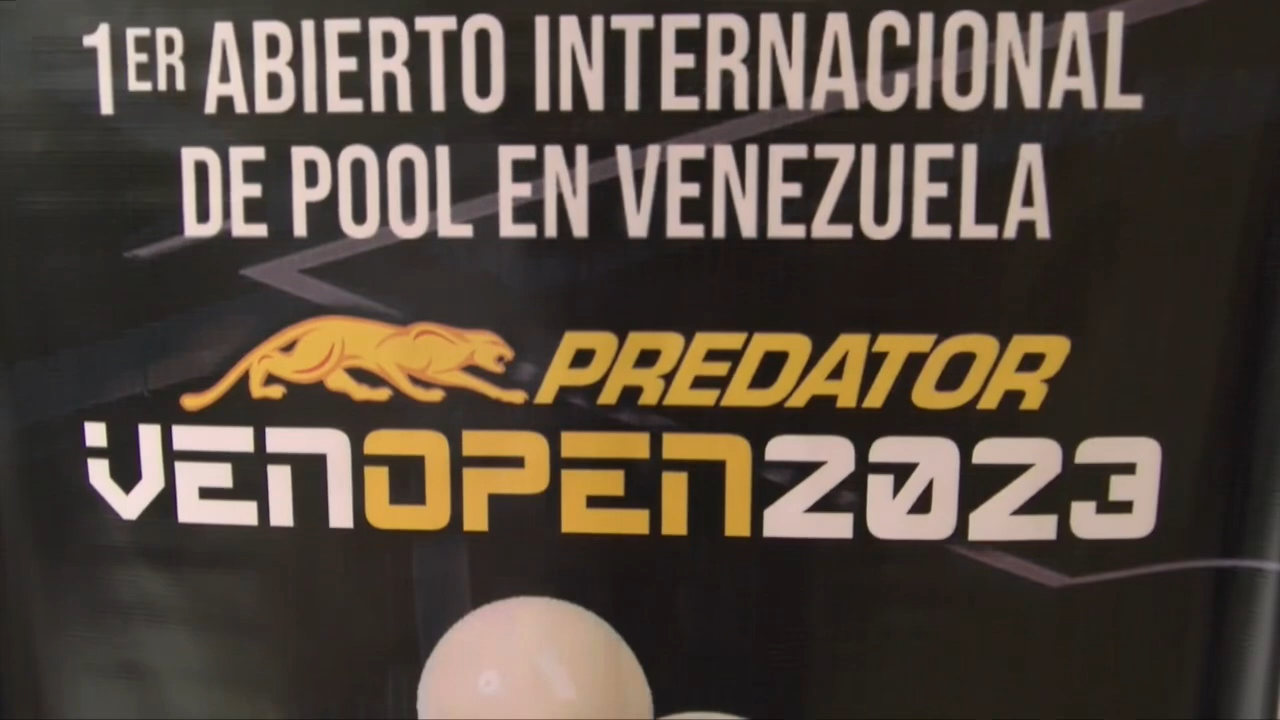 1ER ABIERTO INTERNACIONAL
DE POOL EN VENEZUELA
PREDATOR
VENOPEN2023